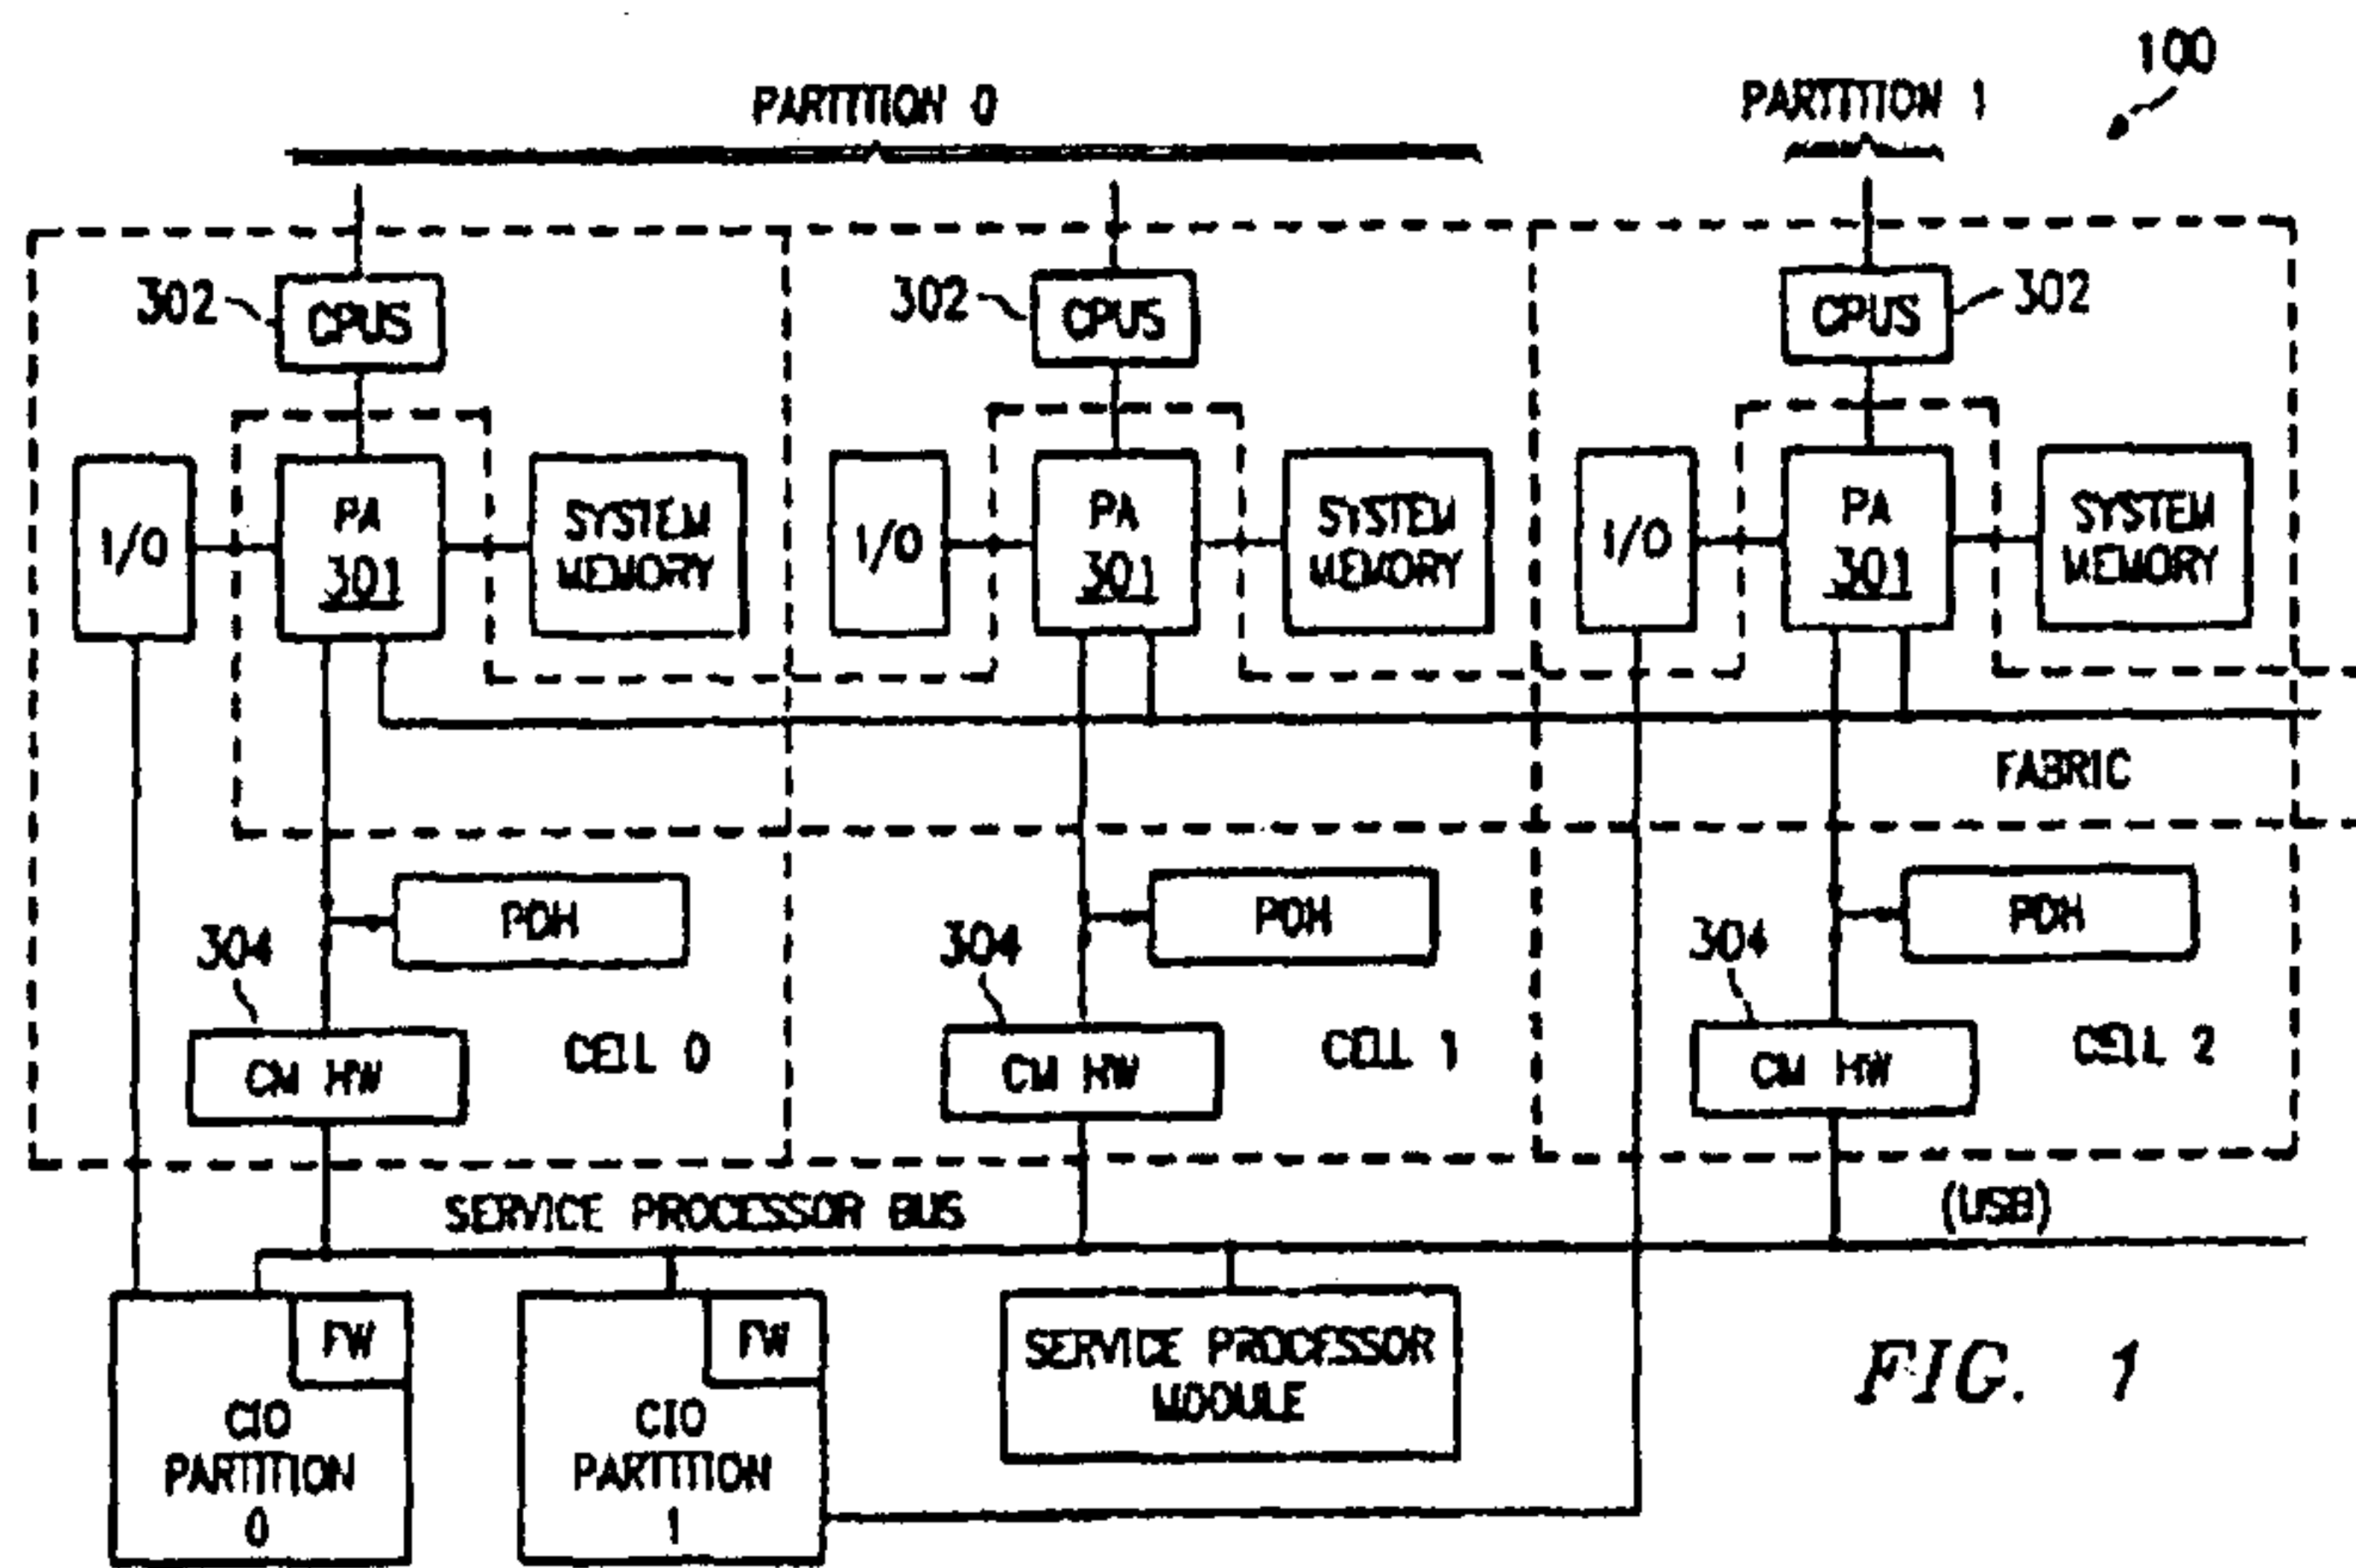 100
PARTITION 0
PARTITION 1
302
CPUS
302
CPUS
CPUS
302
I/O
PA
301
SYSTEM
MEMORY
I/O
PA
301
SYSTEM
MEMORY
I/O
PA
301
SYSTEM
MEMORY
FABRIC
PDH
PDH
PDH
304
304
304
CM HW
CELL 0
CM HW
CELL 1
CM HW
CELL 2
SERVICE PROCESSOR BUS
(USB)
FW
CIO
PARTITION
0
FW
CIO
PARTITION
1
SERVICE PROCESSOR
MODULE
FIG. 1